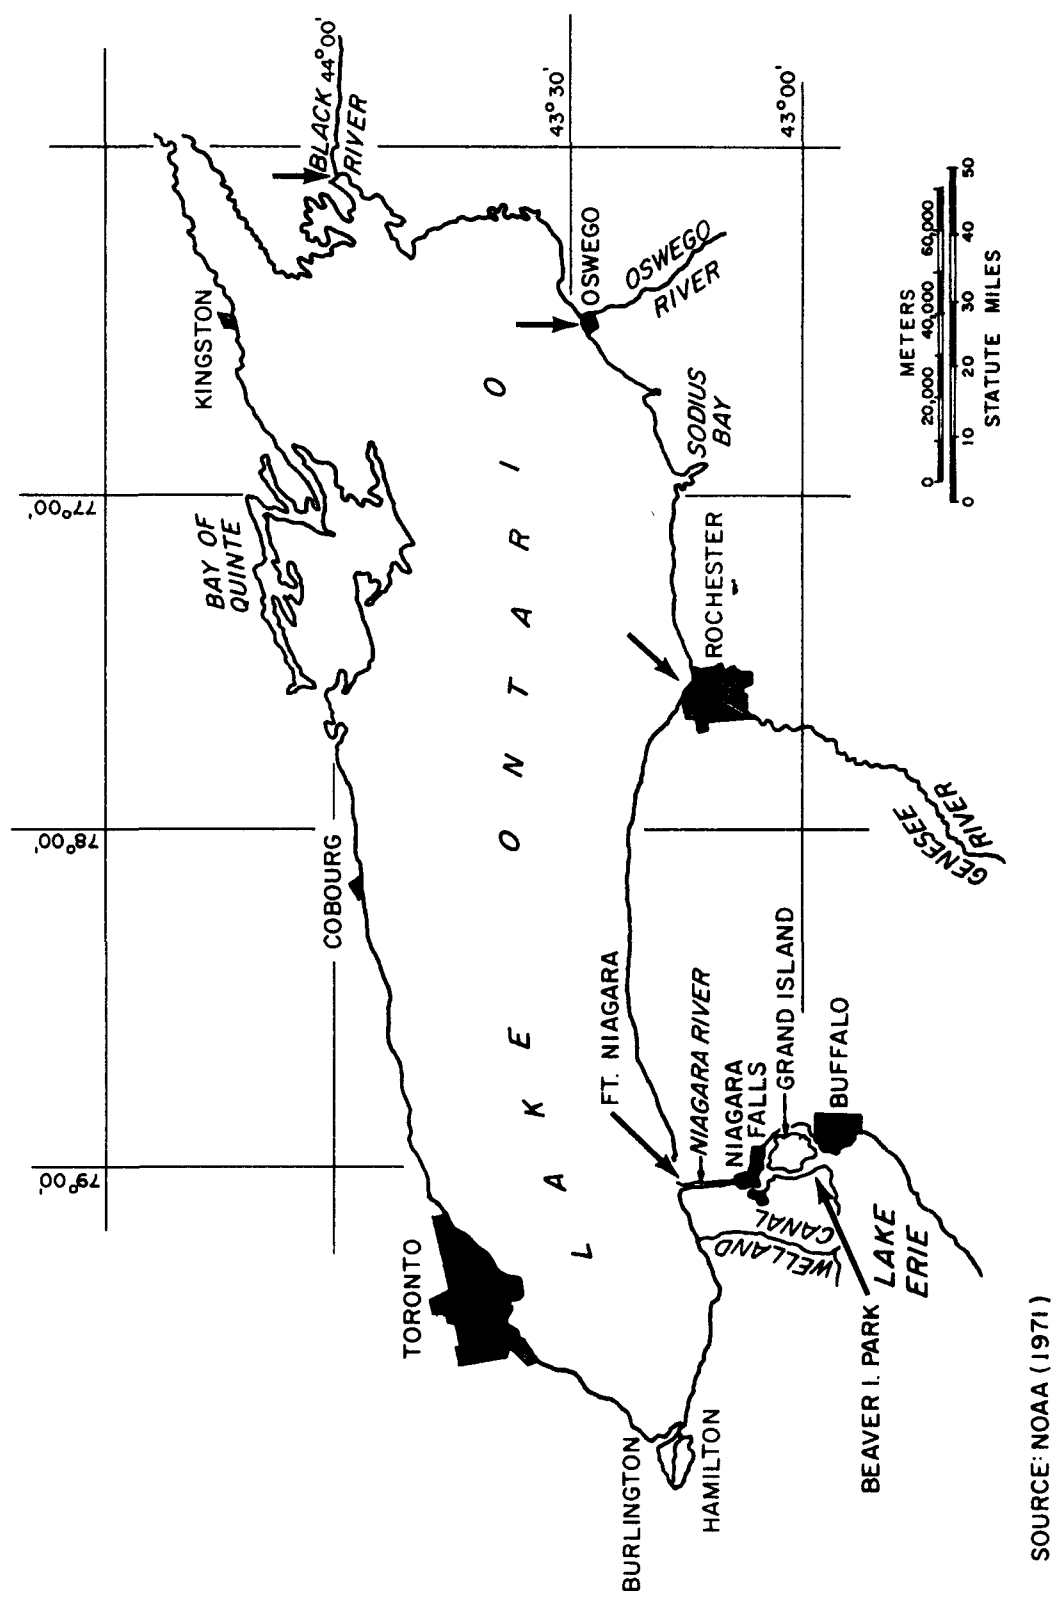 79°00'
78°00'
77°00'
BLACK
RIVER
44°00'
43°30'
43°00'
KINGSTON
BAY OF
QUINTE
COBOURG
TORONTO
BURLINGTON
HAMILTON
LAKE ONTARIO
OSWEGO
OSWEGO
RIVER
SODIUS
BAY
ROCHESTER
GENESEE
RIVER
FT. NIAGARA
NIAGARA RIVER
NIAGARA
FALLS
GRAND ISLAND
BUFFALO
WELLAND
CANAL
LAKE
ERIE
BEAVER I. PARK
METERS
0 20,000 40,000 60,000
0 10 20 30 40 50
STATUTE MILES
SOURCE: NOAA (1971)